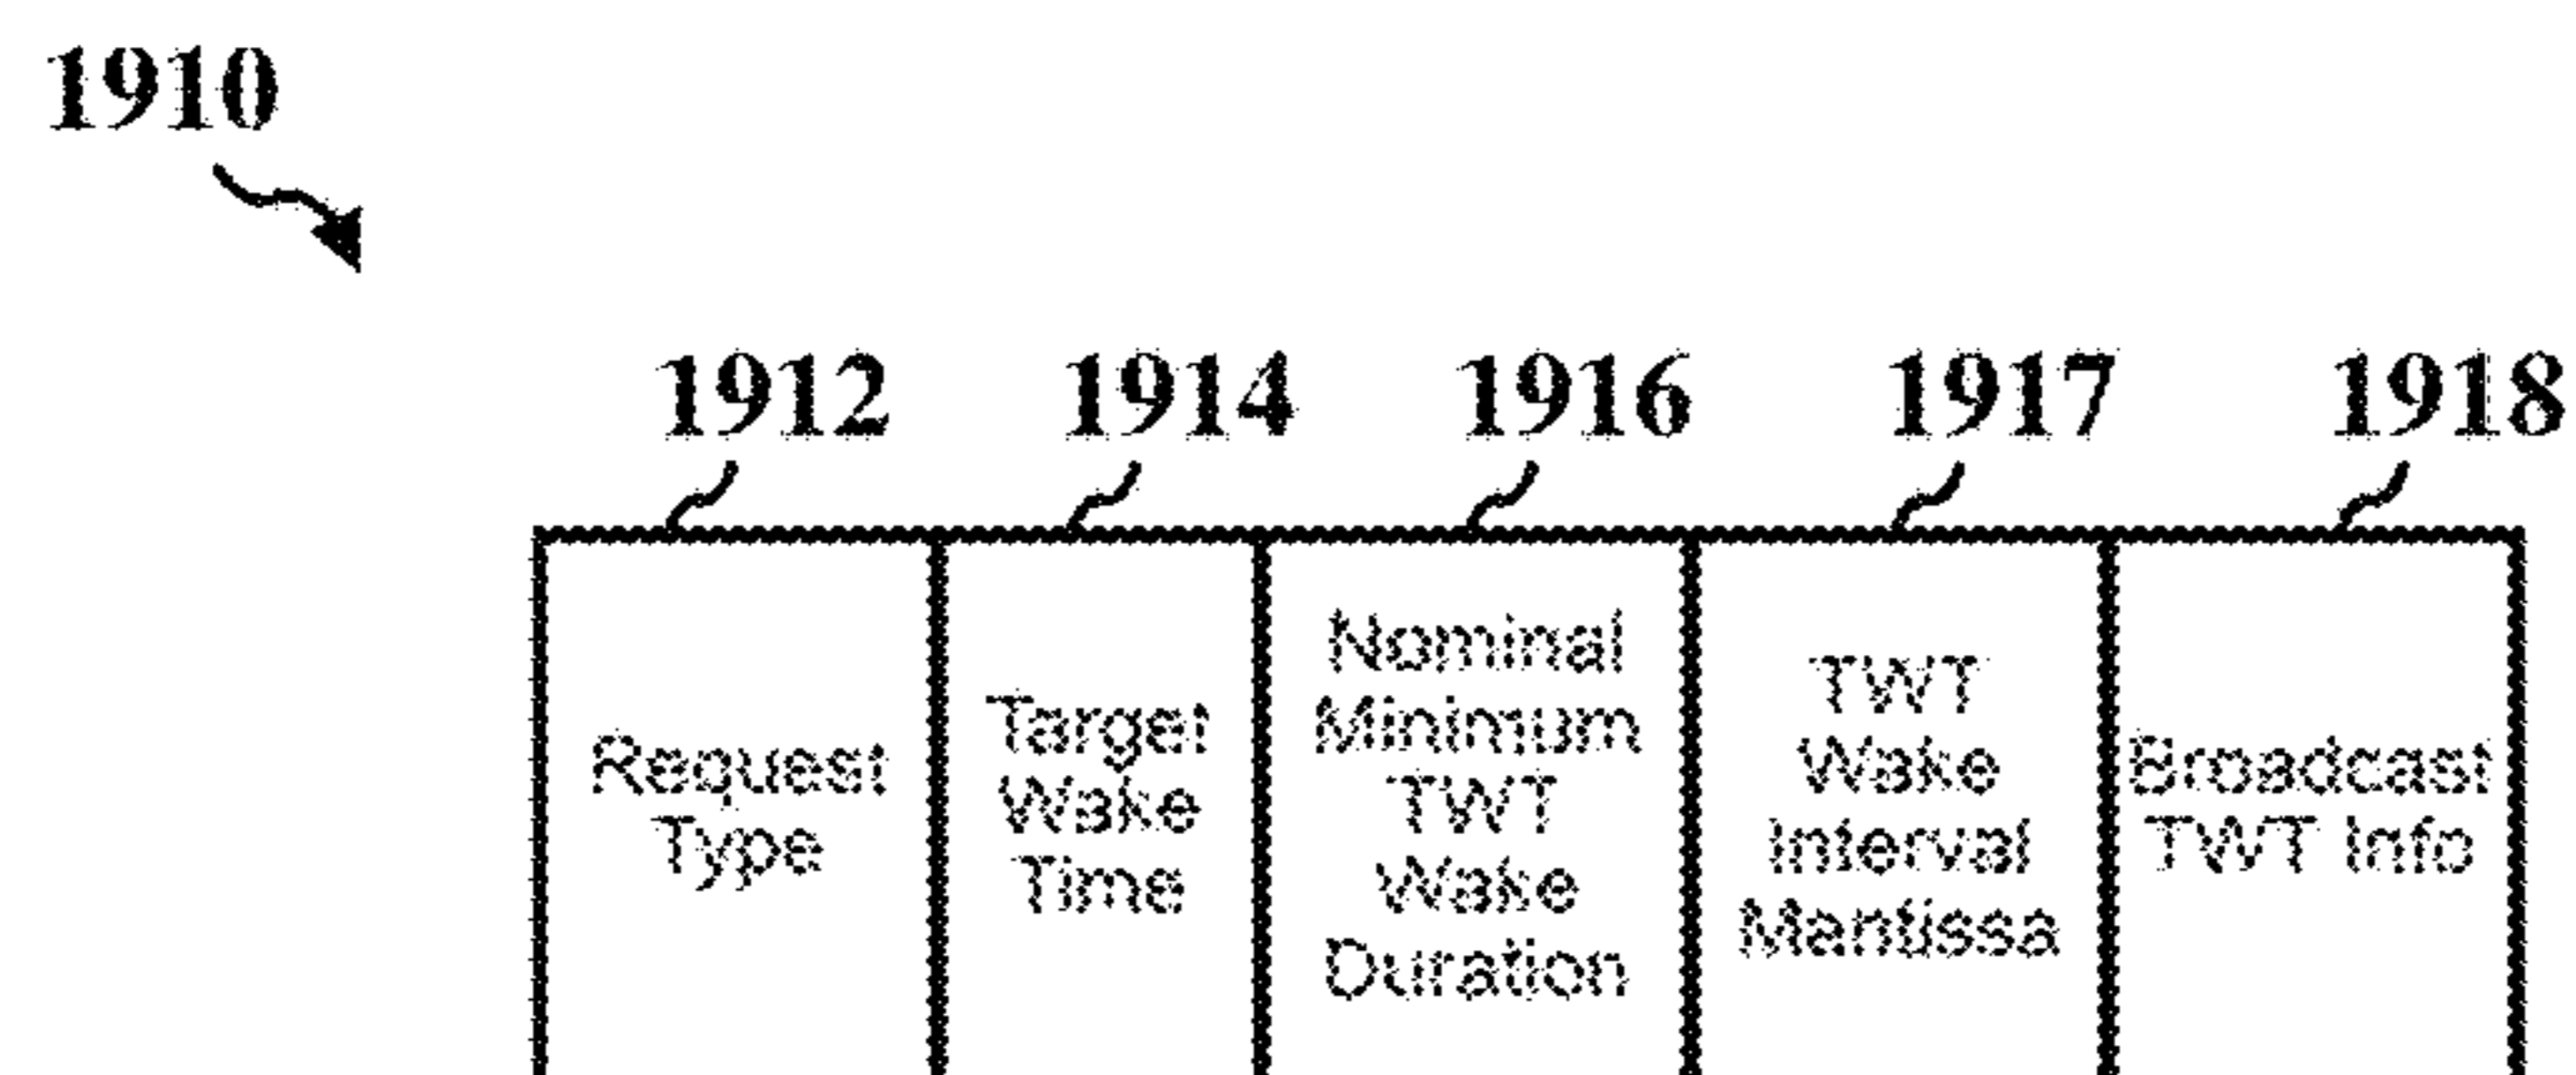 1910
1912 1914 1916 1917 1918
Request
Type
Target
Wake
Time
Nominal
Minimum
TWT
Wake
Duration
TWT
Wake
Interval
Mantissa
Broadcast
TWT Info